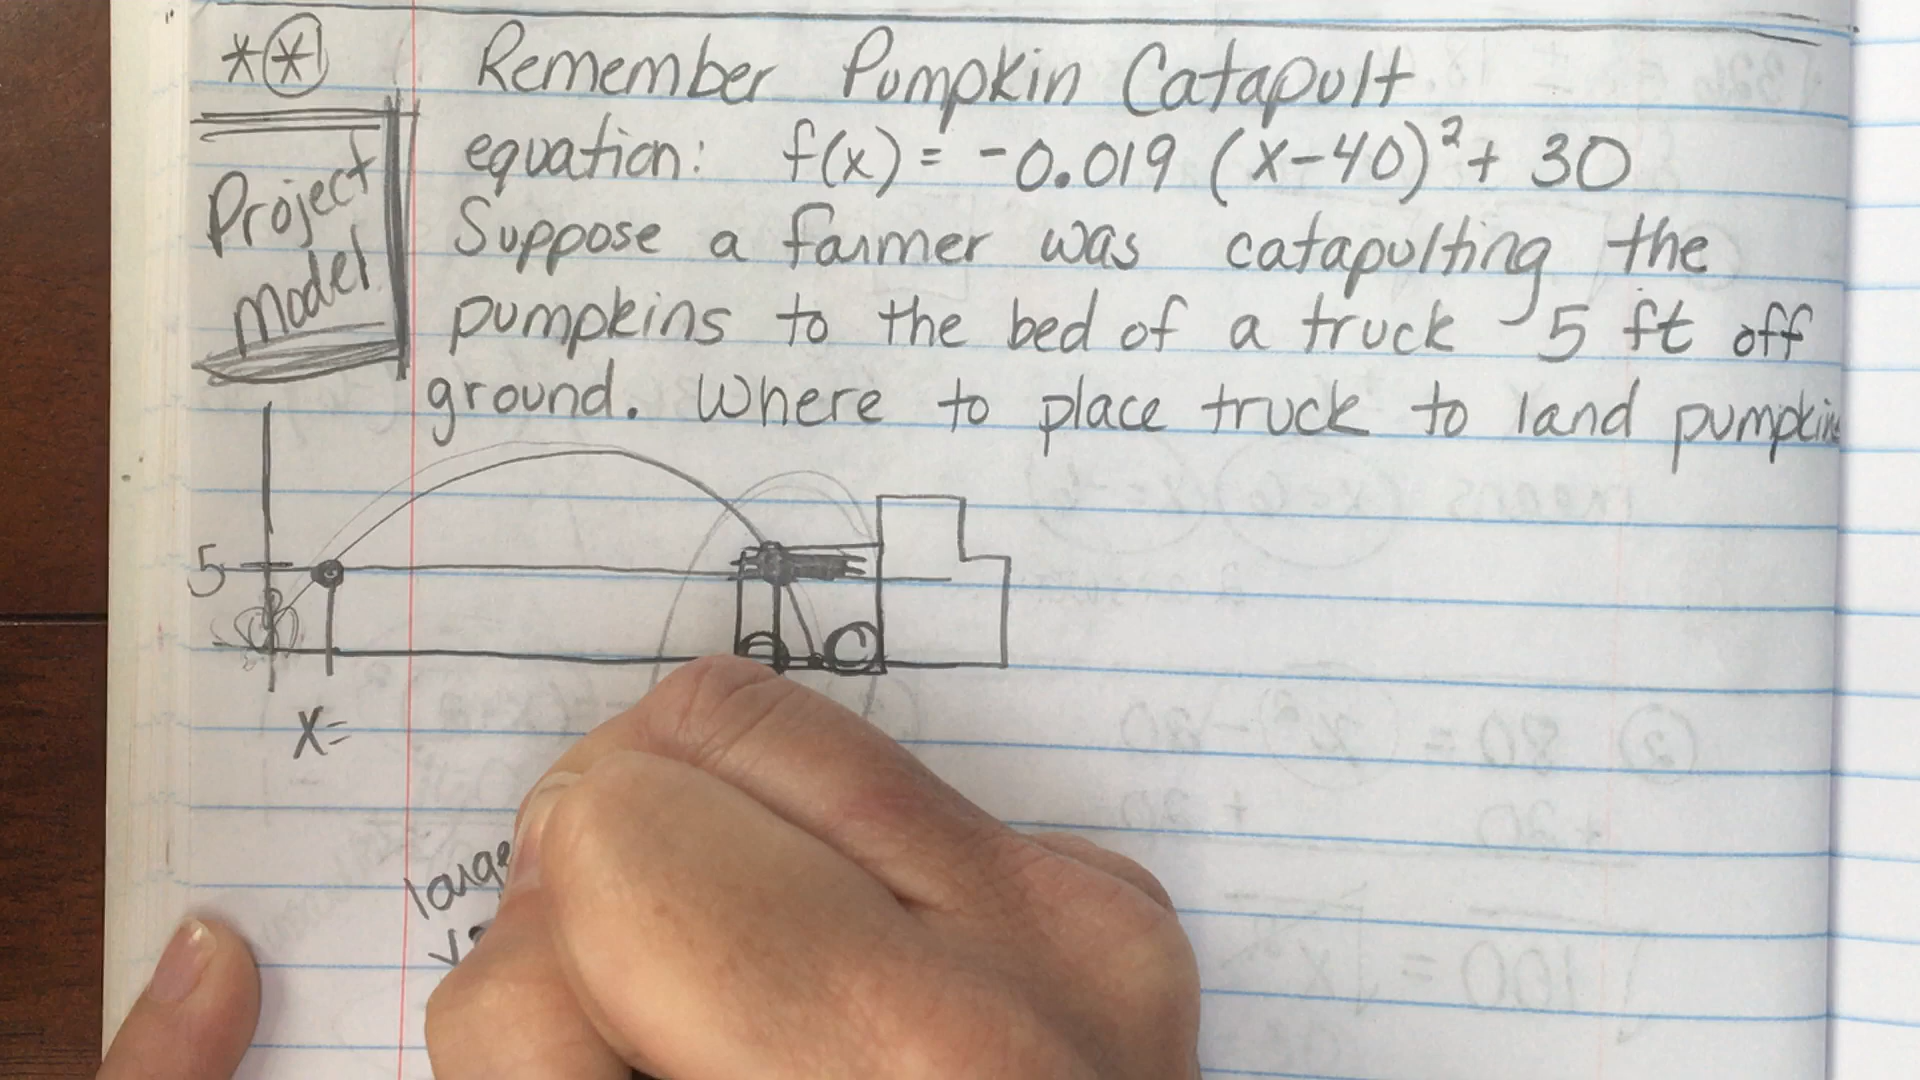 **
Project
Model
Remember Pumpkin Catapult
equation: f(x) = -0.019 (x-40)² + 30
Suppose a farmer was catapulting the
pumpkins to the bed of a truck 5 ft off
ground. Where to place truck to land pumpkins
5
x=
large